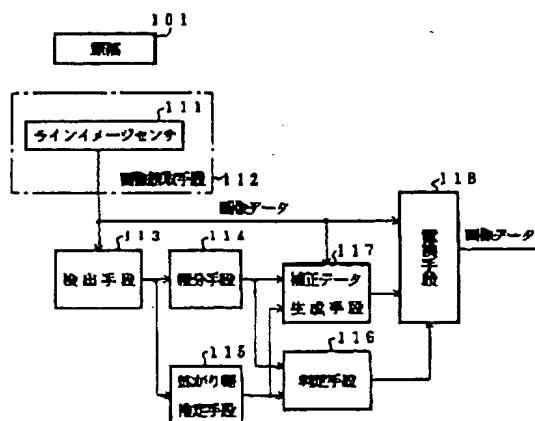 101
原稿
111
ラインイメージセンサ
画像読取手段
112
画像データ
118
置換手段
画像データ
113
検出手段
114
積分手段
117
補正データ
生成手段
115
拡がり幅
推定手段
116
判定手段